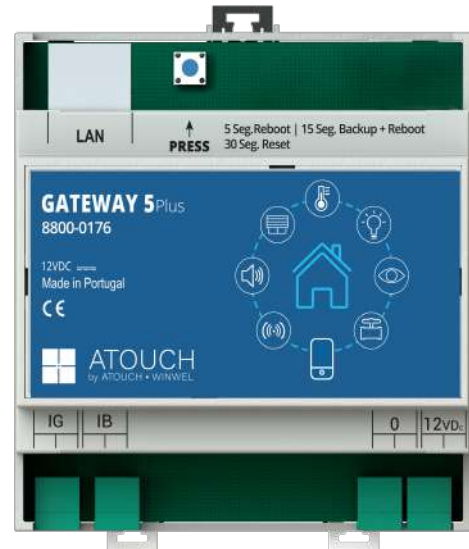 LAN
PRESS
5 Seg.Reboot | 15 Seg. Backup + Reboot
30 Seg. Reset
GATEWAY 5Plus
8800-0176
12VDC
Made in Portugal
CE
ATOUCH
by ATOUCH • WINWEL
IG IB 0 12VDC